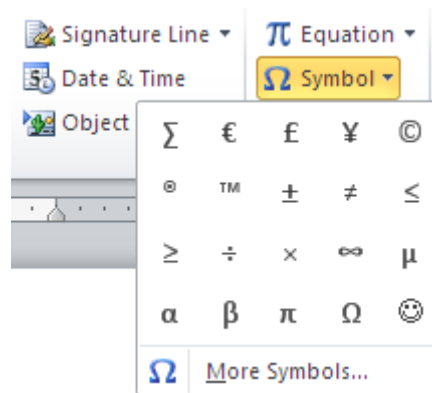 Signature Line
π Equation
Date & Time
Ω Symbol
Object
Σ € £ ¥ ©
® ™ ± ≠ ≤
≥ ÷ × ∞ µ
α β π Ω ☺
Ω More Symbols...